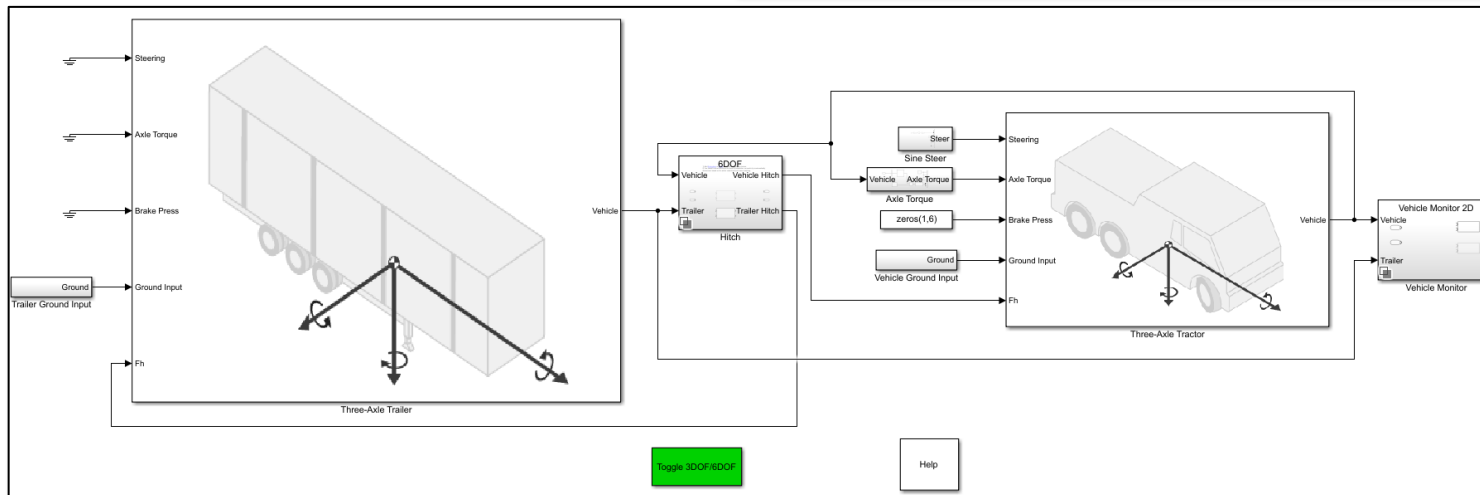 Steering
Axle Torque
Brake Press
Ground
Ground Input
Trailer Ground Input
Fh
Vehicle
Three-Axle Trailer
6DOF
Vehicle
Vehicle Hitch
Trailer
Trailer Hitch
Hitch
Steer
Sine Steer
Vehicle
Axle Torque
Axle Torque
zeros(1,6)
Ground
Vehicle Ground Input
Steering
Axle Torque
Brake Press
Ground Input
Fh
Vehicle
Three-Axle Tractor
Vehicle Monitor 2D
Vehicle
Trailer
Vehicle Monitor
Toggle 3DOF/6DOF
Help